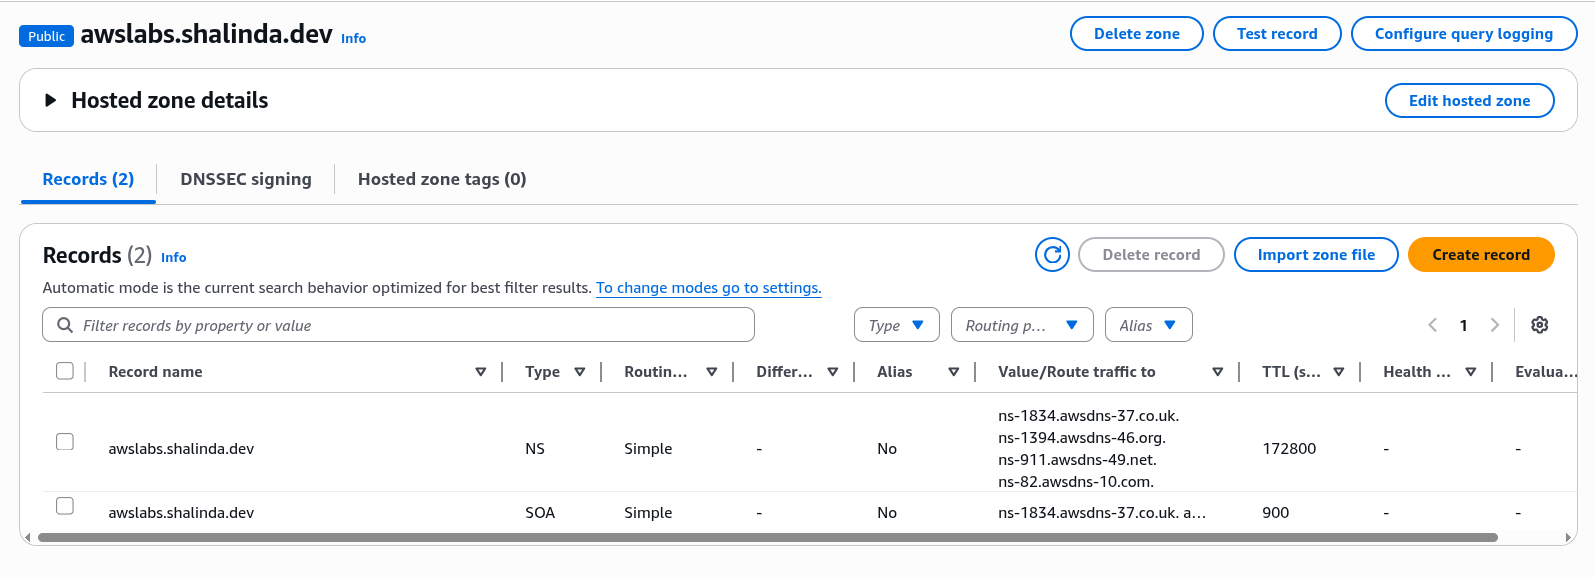 Public awslabs.shalinda.dev Info
Delete zone Test record Configure query logging
Hosted zone details
Edit hosted zone
Records (2) DNSSEC signing Hosted zone tags (0)
Records (2) Info
Delete record Import zone file Create record
Automatic mode is the current search behavior optimized for best filter results. To change modes go to settings.
Filter records by property or value Type Routing p... Alias 1
Record name Type Routin... Differ... Alias Value/Route traffic to TTL (s... Health ... Evalua...
ns-1834.awsdns-37.co.uk.
ns-1394.awsdns-46.org.
awslabs.shalinda.dev NS Simple - No 172800 - -
ns-911.awsdns-49.net.
ns-82.awsdns-10.com.
awslabs.shalinda.dev SOA Simple - No ns-1834.awsdns-37.co.uk. a... 900 - -